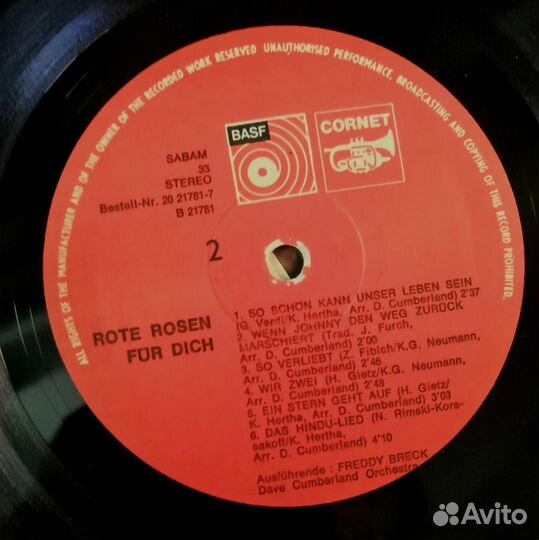 ALL RIGHTS OF THE MANUFACTURER AND OF THE OWNER OF THE RECORDED WORK RESERVED UNAUTHORISED PERFORMANCE, BROADCASTING AND COPYING OF THIS RECORD PROHIBITED.
BASF
CORNET
SABAM
33
STEREO
Bestell-Nr. 20 21781-7
B 21781
2
ROTE ROSEN
FÜR DICH
1. SO SCHÖN KANN UNSER LEBEN SEIN
(G. Verdi/K. Hertha, Arr. D. Cumberland) 2'37
2. WENN JOHNNY DEN WEG ZURÜCK
MARSCHIERT (Trad. J. Furch,
Arr. D. Cumberland) 2'00
3. SO VERLIEBT (Z. Fibich/K.G. Neumann,
Arr. D. Cumberland) 2'46
4. WIR ZWEI (H. Gietz/K.G. Neumann,
Arr. D. Cumberland) 2'48
5. EIN STERN GEHT AUF (H. Gietz/
K. Hertha, Arr. D. Cumberland) 3'03
6. DAS HINDU-LIED (N. Rimski-Kors-
sakoff/K. Hertha,
Arr. D. Cumberland) 4'10
Ausführende : FREDDY BRECK
Dave Cumberland Orchestra
Avito